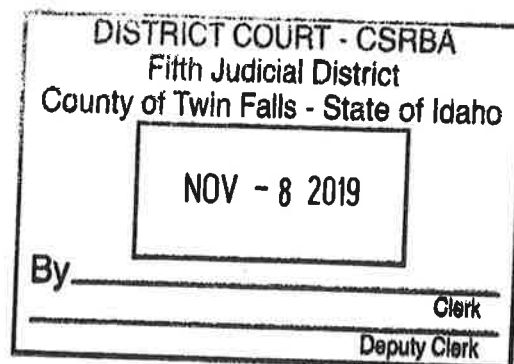 DISTRICT COURT - CSRBA
Fifth Judicial District
County of Twin Falls - State of Idaho
NOV - 8 2019
By
Clerk
Deputy Clerk